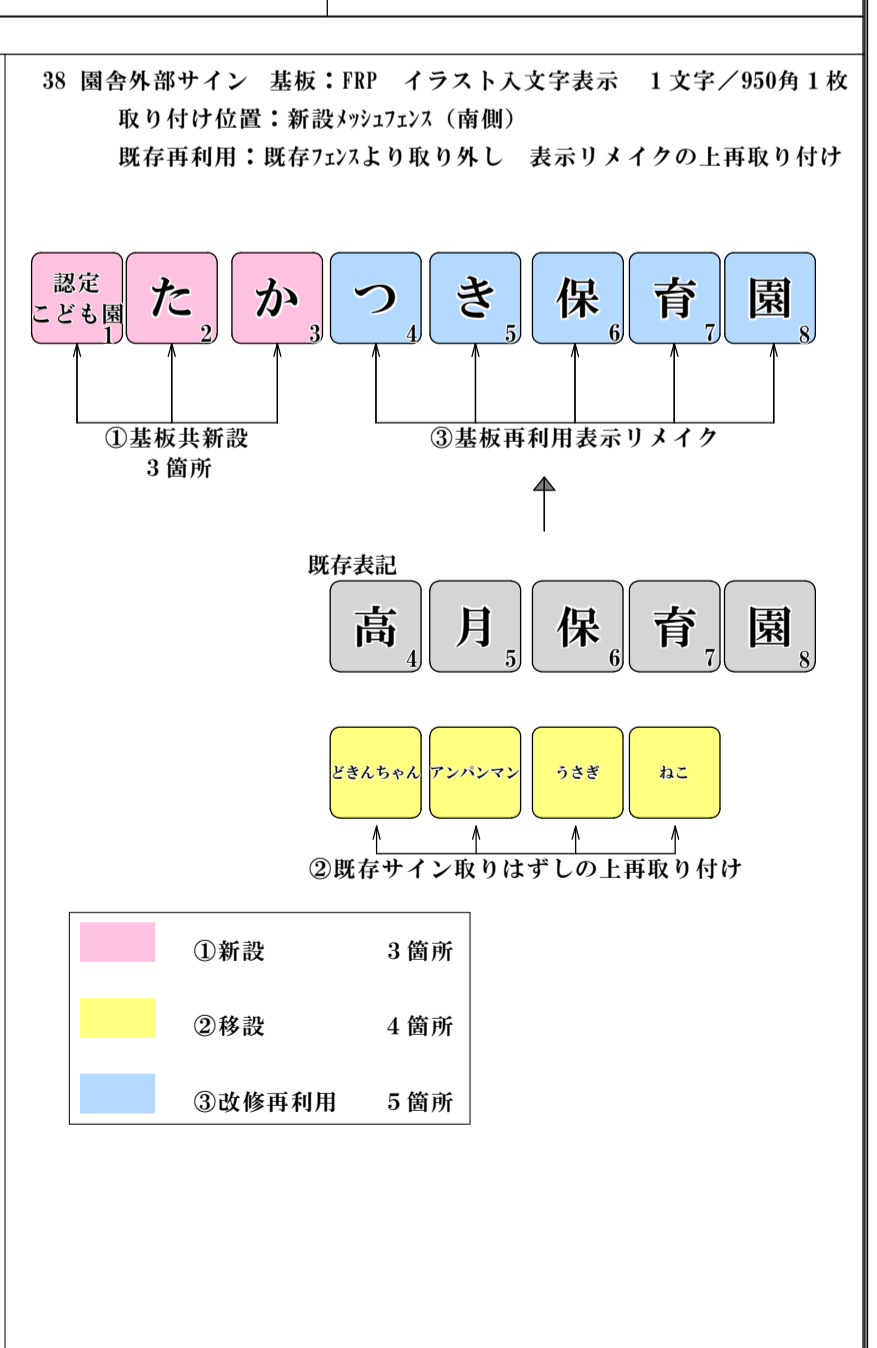 38 園舎外部サイン 基板：FRP イラスト入文字表示 1文字／950角1枚
取り付け位置：新設ﾒｯｼｭﾌｪﾝｽ（南側）
既存再利用：既存ﾌｪﾝｽより取り外し 表示リメイクの上再取り付け
認定
こども園
1
た
2
か
3
つ
4
き
5
保
6
育
7
園
8
①基板共新設
3箇所
③基板再利用表示リメイク
既存表記
高
4
月
5
保
6
育
7
園
8
どきんちゃん
アンパンマン
うさぎ
ねこ
②既存サイン取りはずしの上再取り付け
①新設 3箇所
②移設 4箇所
③改修再利用 5箇所